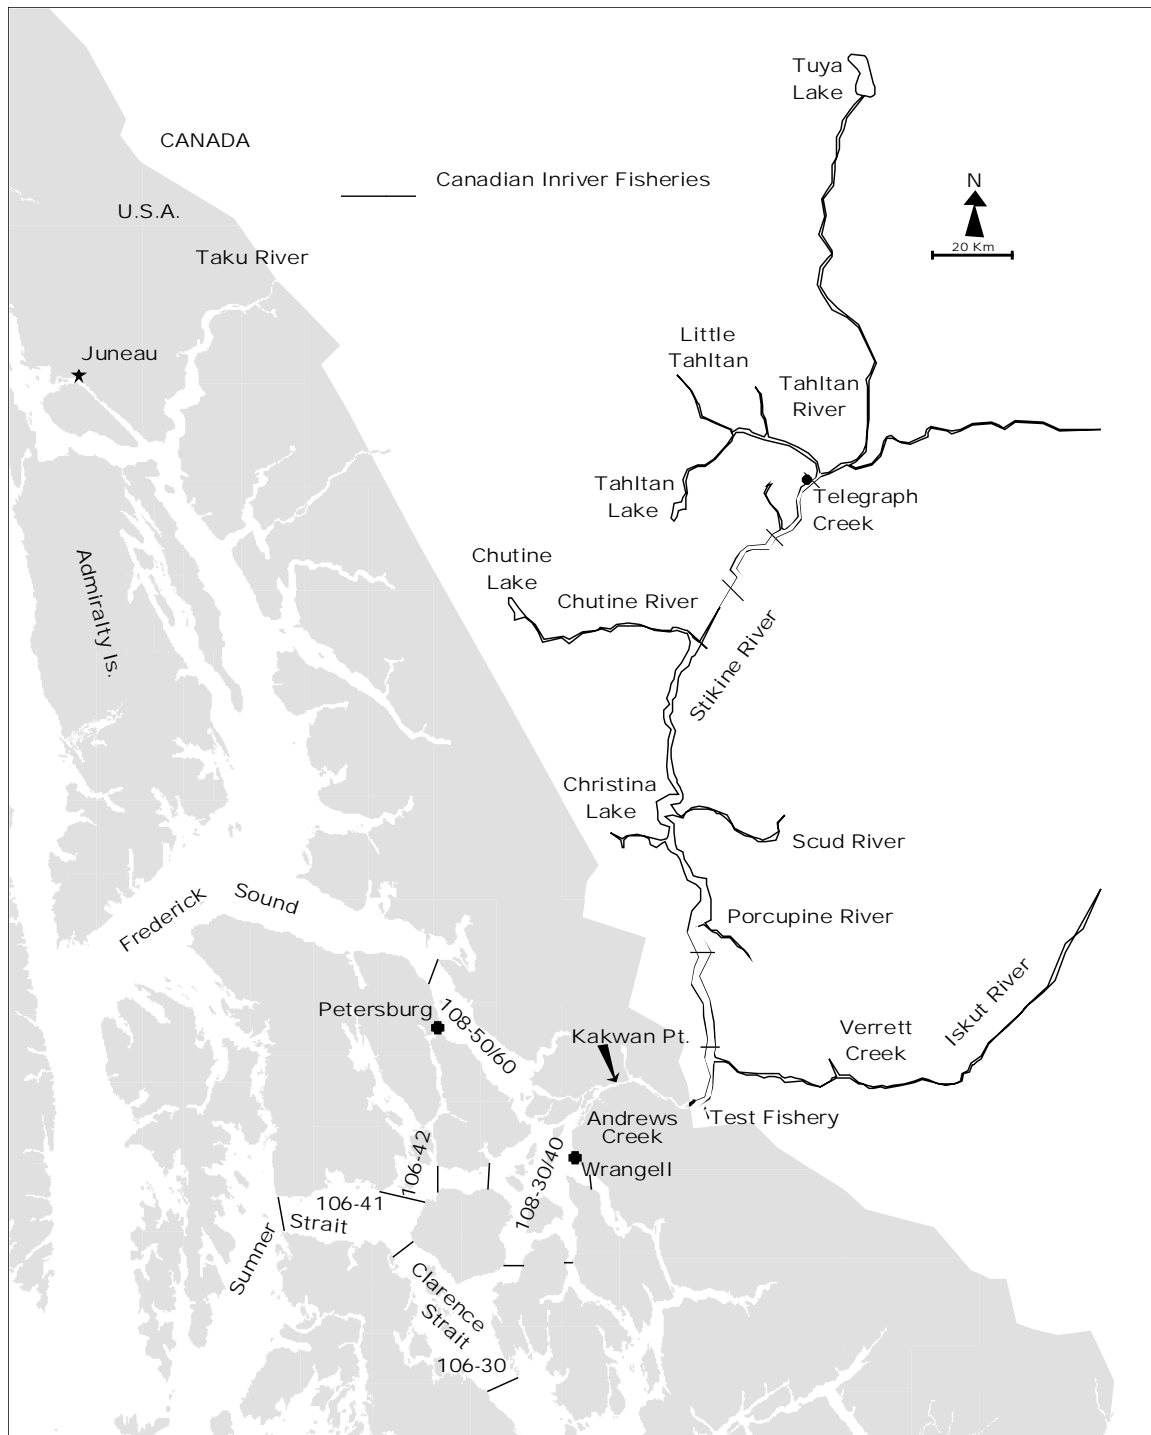 Tuya
Lake
CANADA
Canadian Inriver Fisheries
N
U.S.A.
20 Km
Taku River
Little
Tahltan
Juneau
Tahltan
River
Tahltan
Lake
Telegraph
Creek
Chutine
Lake
Admiralty Is.
Chutine River
Stikine River
Christina
Lake
Scud River
Frederick Sound
Porcupine River
Iskut River
Petersburg
108-50/60
Kakwan Pt.
Verrett
Creek
Andrews
Creek
Test Fishery
106-42
108-30/40
Wrangell
106-41
Sumner Strait
Clarence
Strait
106-30